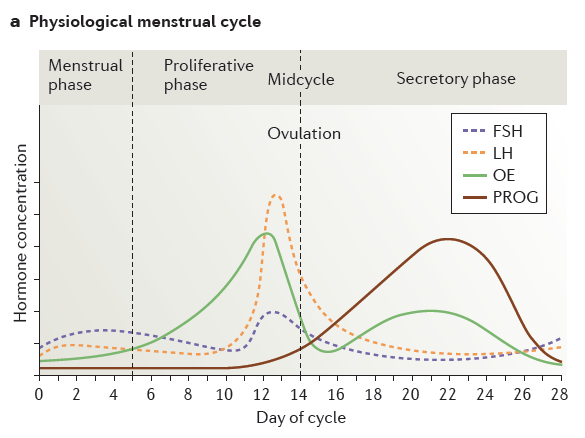 a Physiological menstrual cycle
Menstrual
phase
Proliferative
phase
Midcycle
Secretory phase
Ovulation
FSH
LH
OE
PROG
Hormone concentration
0 2 4 6 8 10 12 14 16 18 20 22 24 26 28
Day of cycle